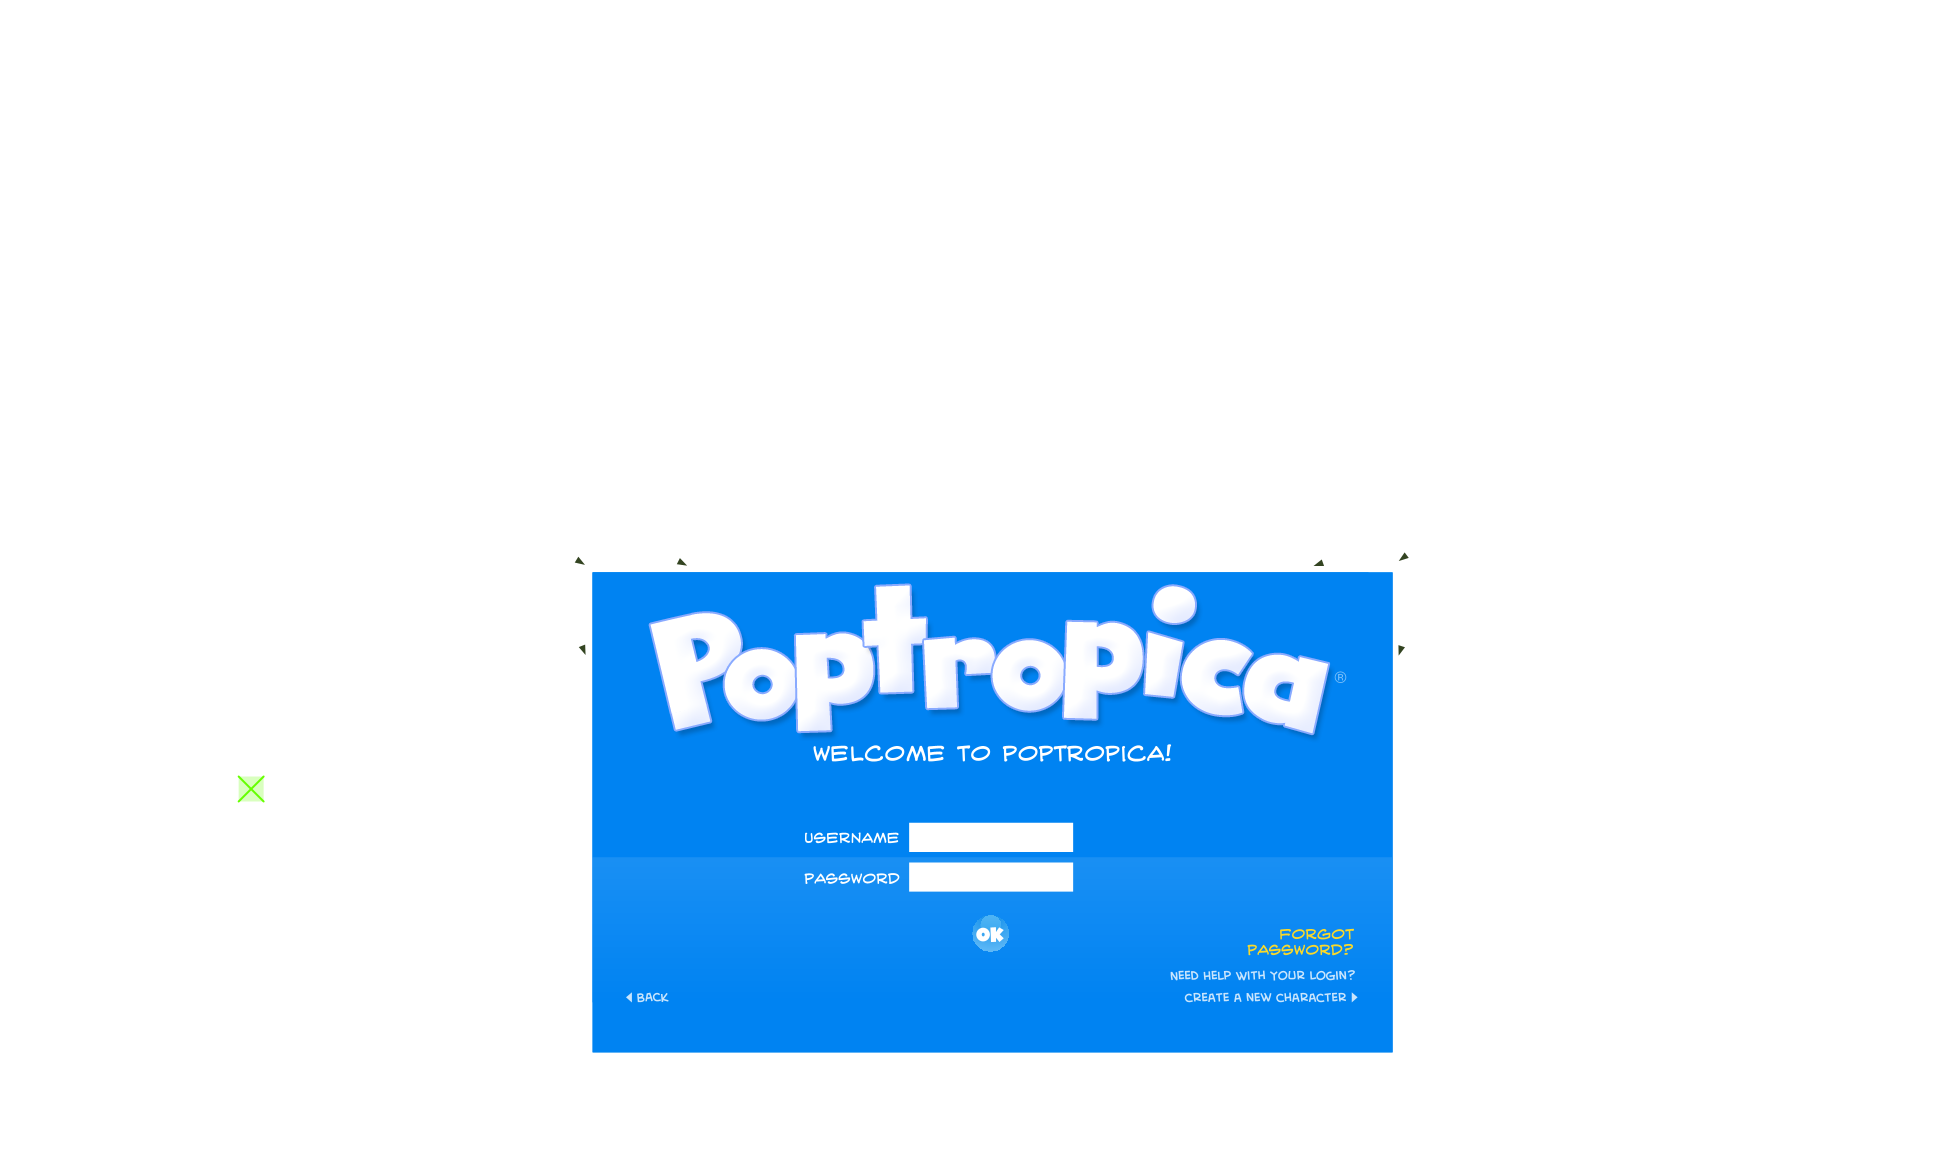 Poptropica®
WELCOME TO POPTROPICA!
USERNAME
PASSWORD
OK
FORGOT
PASSWORD?
NEED HELP WITH YOUR LOGIN?
BACK
CREATE A NEW CHARACTER